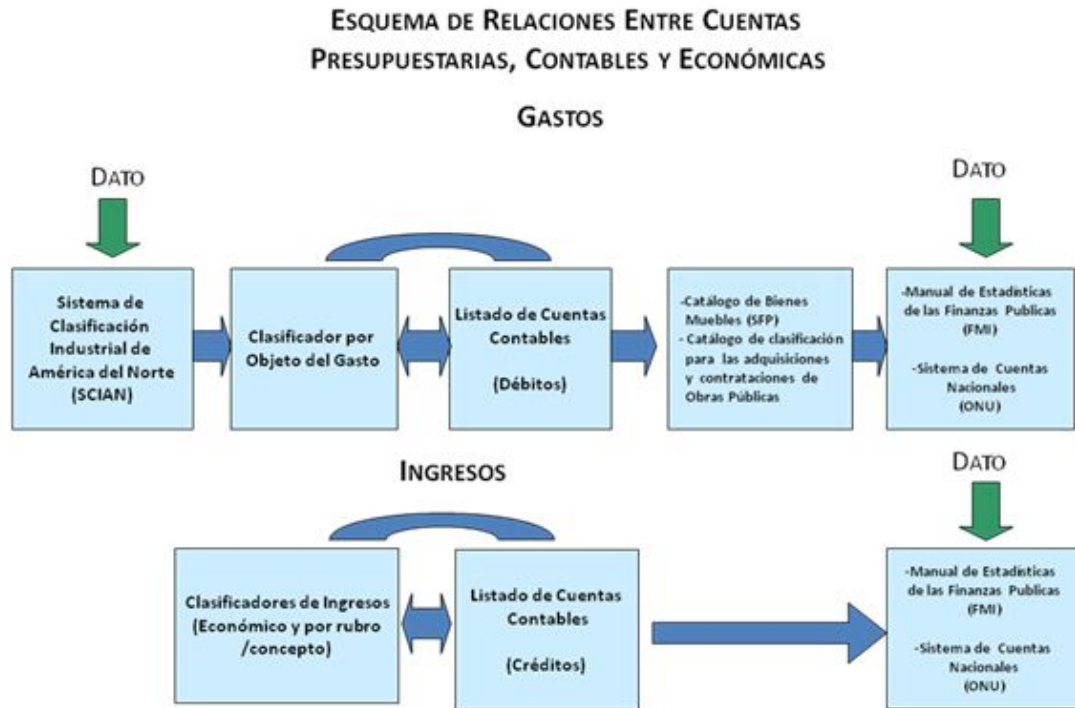 ESQUEMA DE RELACIONES ENTRE CUENTAS
PRESUPUESTARIAS, CONTABLES Y ECONÓMICAS
GASTOS
DATO
DATO
Sistema de
Clasificación
Industrial de
América del Norte
(SCIAN)
Clasificador por
Objeto del Gasto
Listado de Cuentas
Contables
(Débitos)
-Catálogo de Bienes
Muebles (SFP)
- Catálogo de clasificación
para las adquisiciones
y contrataciones de
Obras Públicas
-Manual de Estadísticas
de las Finanzas Publicas
(FMI)
-Sistema de Cuentas
Nacionales
(ONU)
INGRESOS
DATO
Clasificadores de Ingresos
(Económico y por rubro
/concepto)
Listado de Cuentas
Contables
(Créditos)
-Manual de Estadísticas
de las Finanzas Publicas
(FMI)
-Sistema de Cuentas
Nacionales
(ONU)